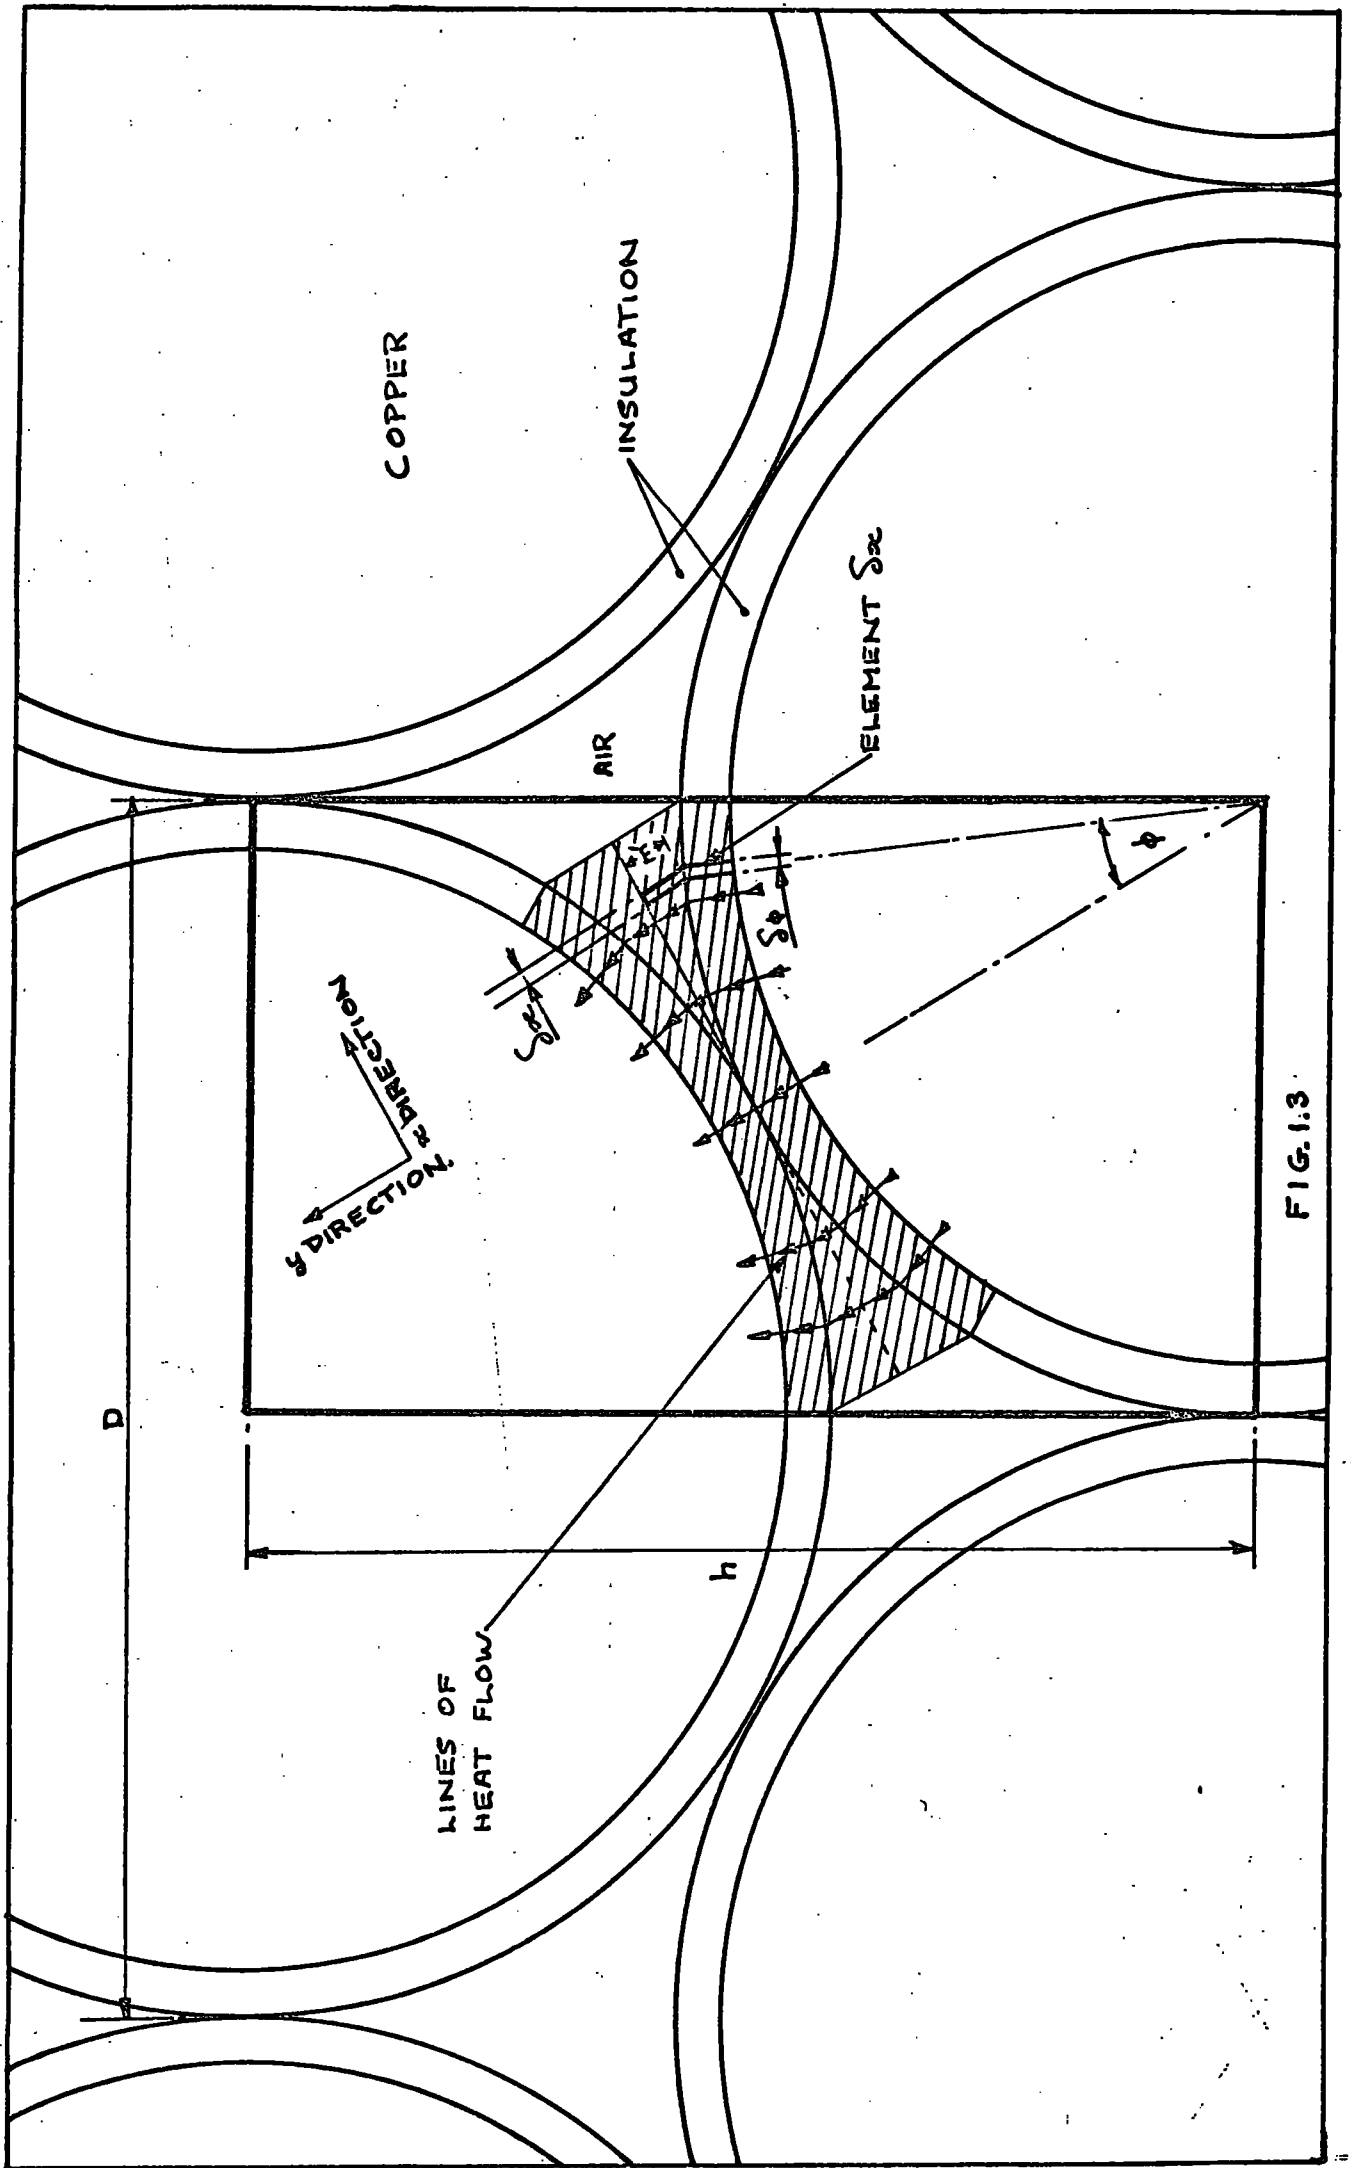 COPPER
INSULATION
AIR
ELEMENT δx
δx
δφ
φ
D
h
y DIRECTION.
x DIRECTION
LINES OF
HEAT FLOW.
FIG. 1.3